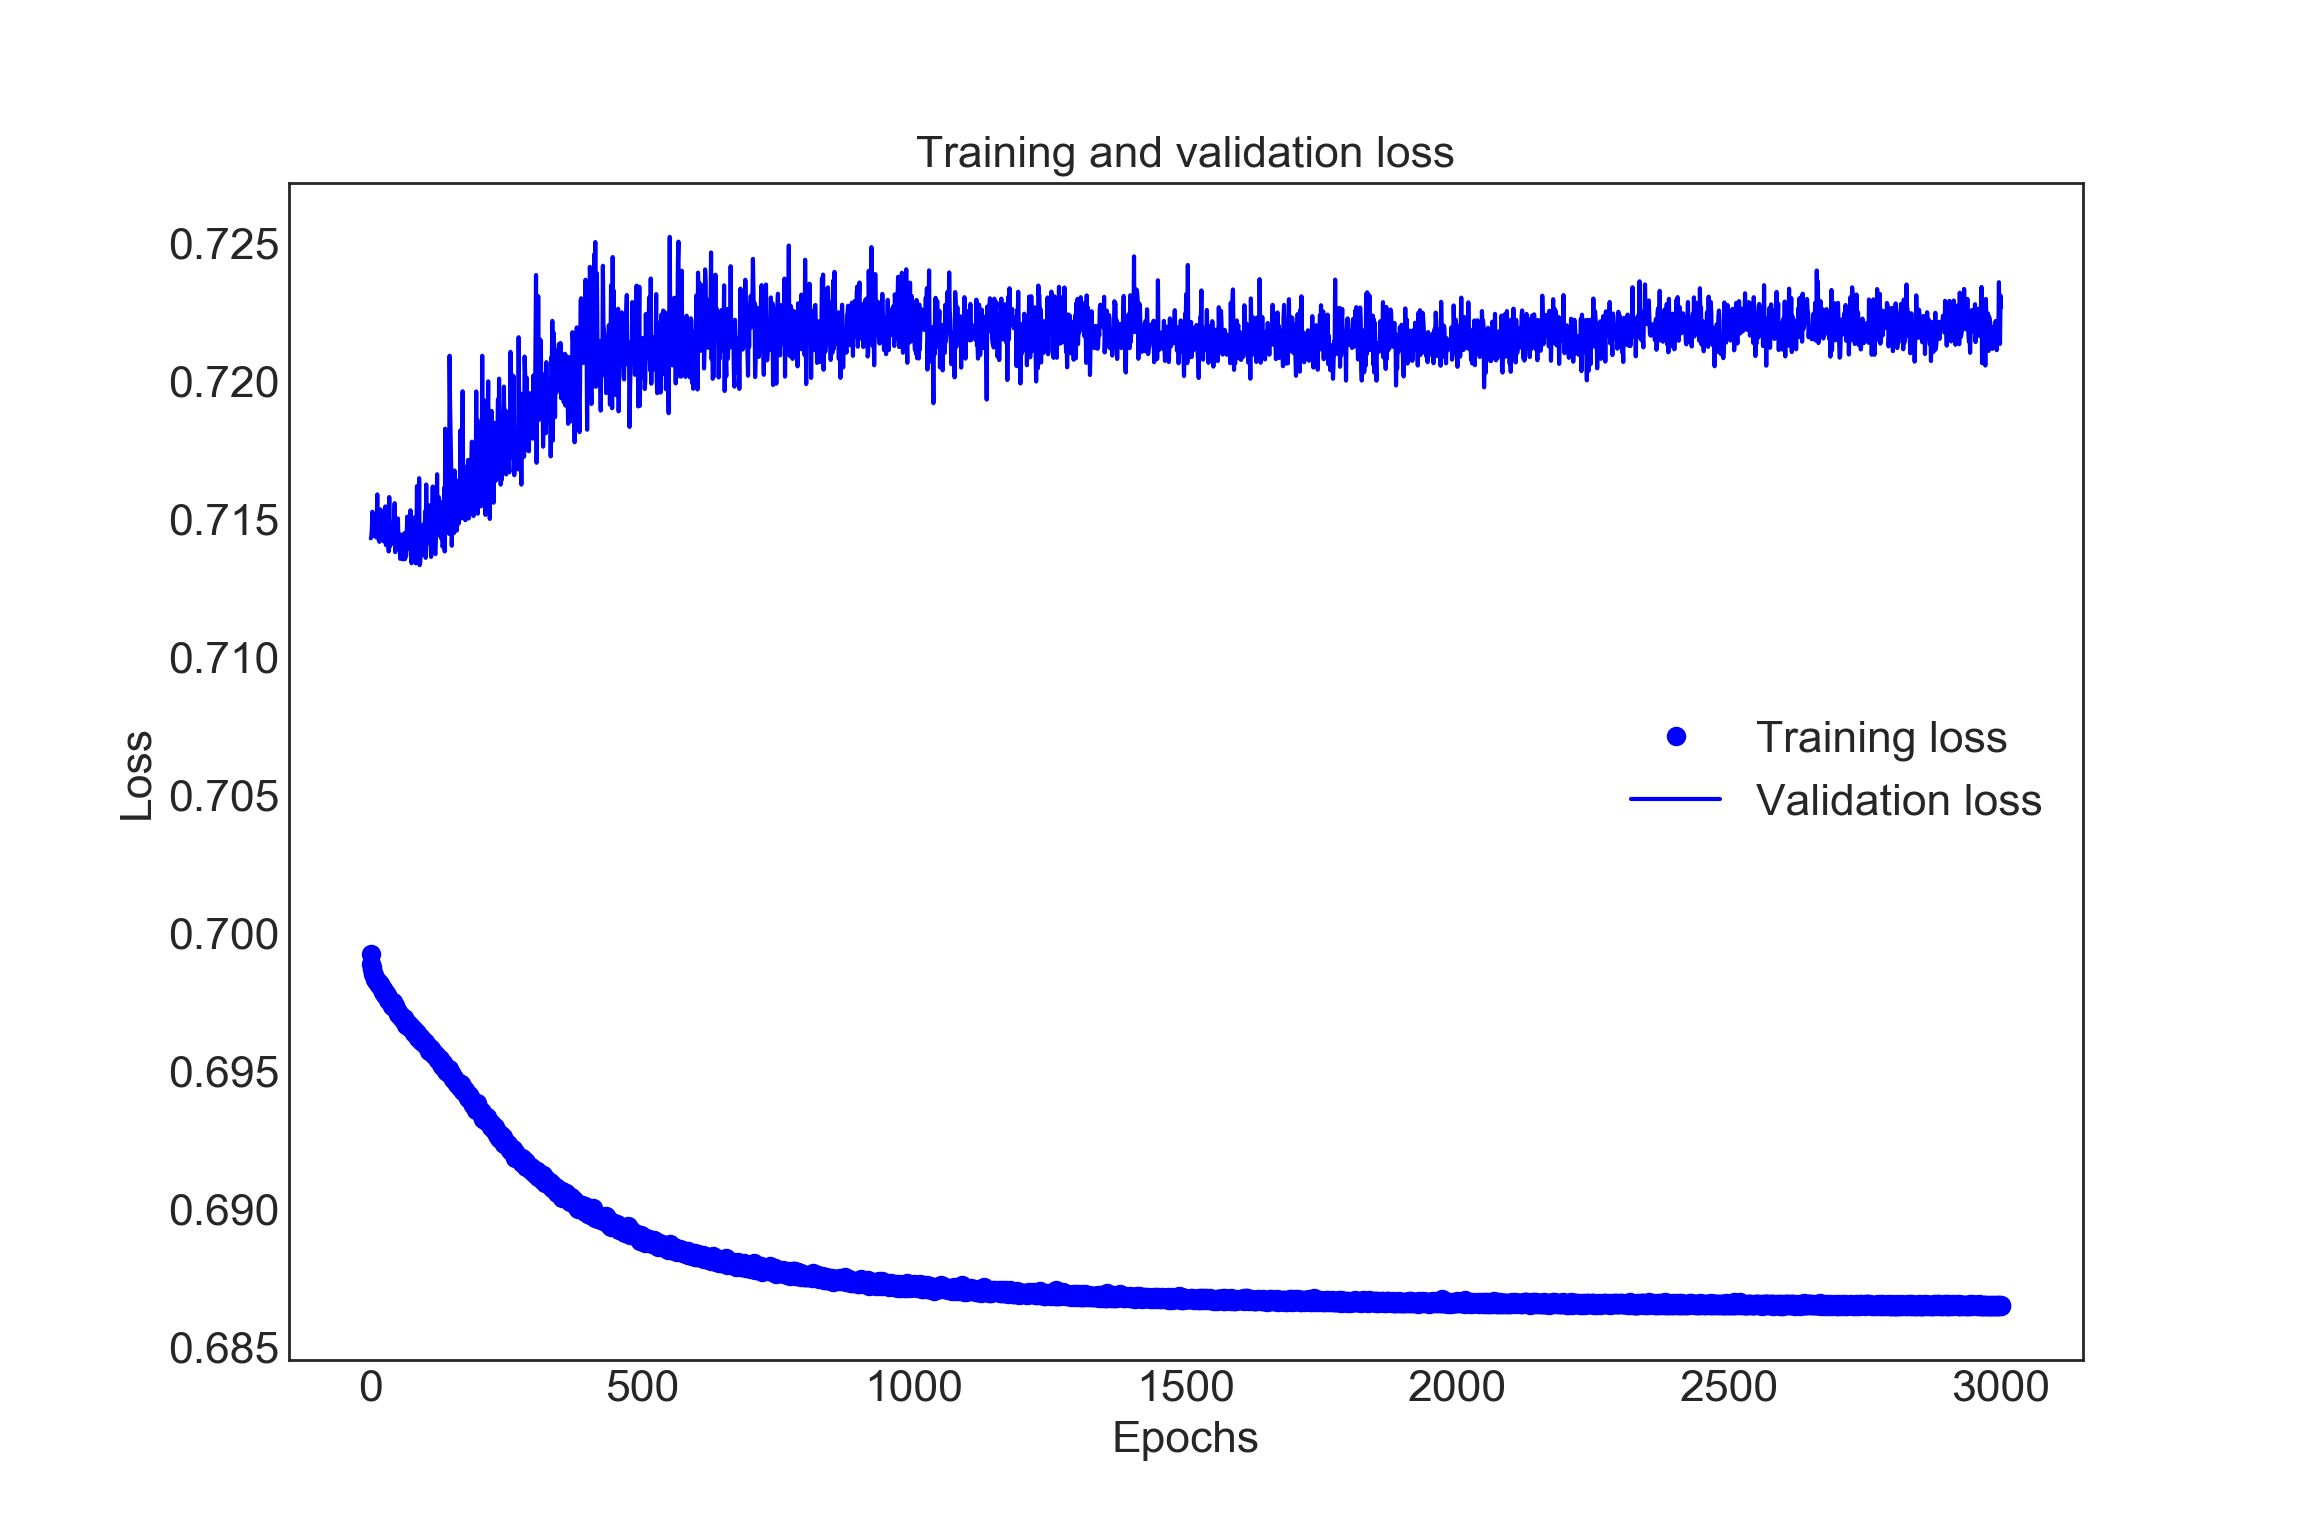 Training and validation loss
0.725
0.720
0.715
0.710
0.705
0.700
0.695
0.690
0.685
Loss
Training loss
Validation loss
0 500 1000 1500 2000 2500 3000
Epochs